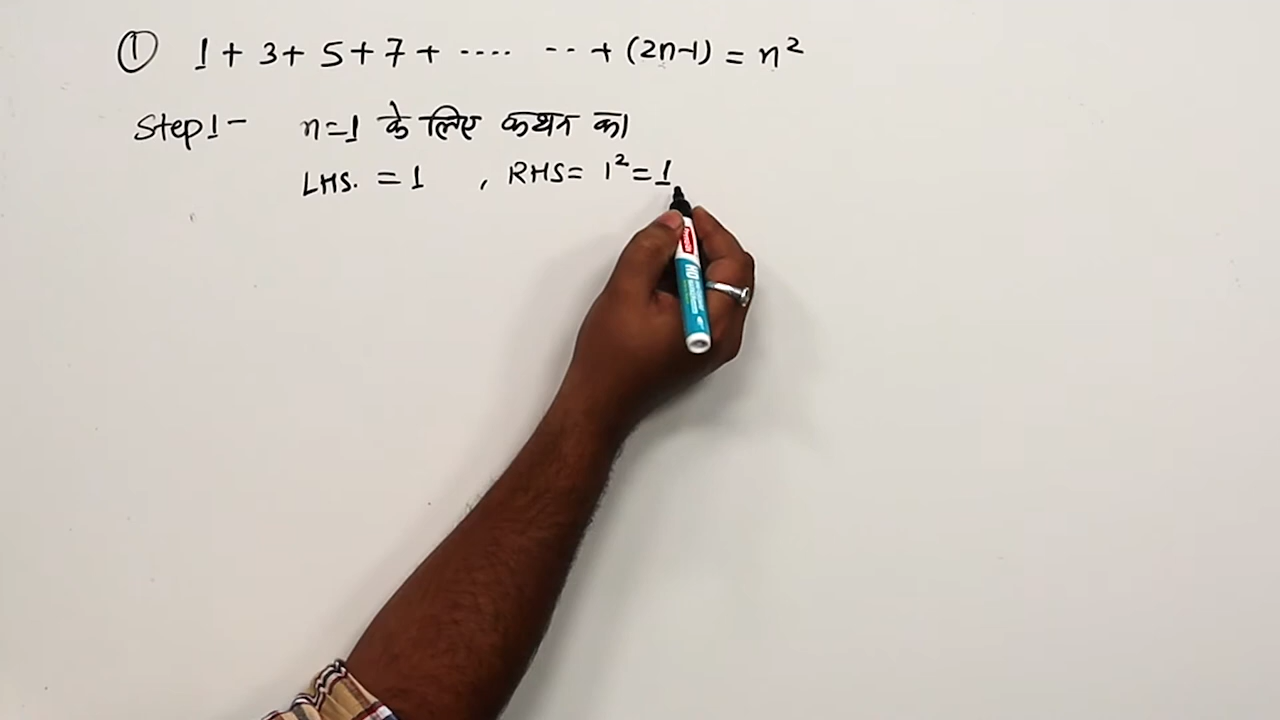 ① 1 + 3 + 5 + 7 + .... .. + (2n-1) = n²
Step 1 - n=1 के लिए कथन का
LHS. = 1 , RHS = 1² = 1